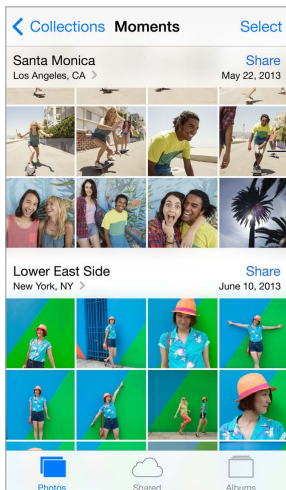 Collections Moments Select
Santa Monica Share
Los Angeles, CA May 22, 2013
Lower East Side Share
New York, NY June 10, 2013
Photos Shared Albums